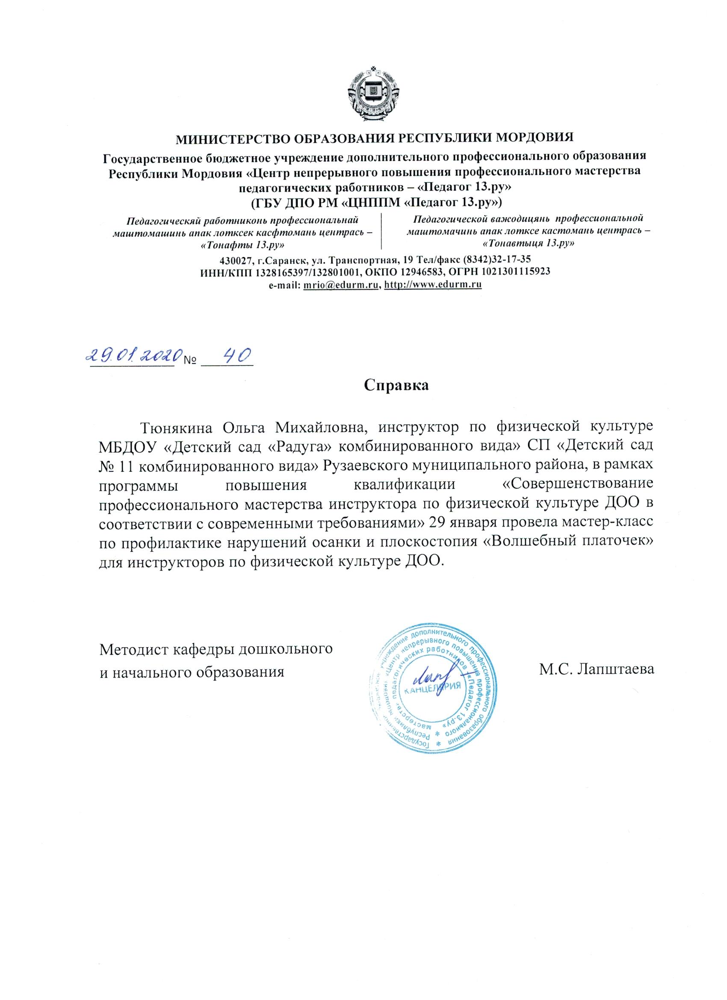 МИНИСТЕРСТВО ОБРАЗОВАНИЯ РЕСПУБЛИКИ МОРДОВИЯ
Государственное бюджетное учреждение дополнительного профессионального образования
Республики Мордовия «Центр непрерывного повышения профессионального мастерства
педагогических работников – «Педагог 13.ру»
(ГБУ ДПО РМ «ЦНППМ «Педагог 13.ру»)
Педагогическяй работниконь профессиональнай
маштомашинь апак лотксек касфтомань центрась –
«Тонафты 13.ру»
Педагогической важодицянь профессиональной
маштомачинь апак лотксе кастомань центрась –
«Тонавтыця 13.ру»
430027, г.Саранск, ул. Транспортная, 19 Тел/факс (8342)32-17-35
ИНН/КПП 1328165397/132801001, ОКПО 12946583, ОГРН 1021301115923
e-mail: mrio@edurm.ru, http://www.edurm.ru
29.01.2020 № 40
Справка
Тюнякина Ольга Михайловна, инструктор по физической культуре
МБДОУ «Детский сад «Радуга» комбинированного вида» СП «Детский сад
№ 11 комбинированного вида» Рузаевского муниципального района, в рамках
программы повышения квалификации «Совершенствование
профессионального мастерства инструктора по физической культуре ДОО в
соответствии с современными требованиями» 29 января провела мастер-класс
по профилактике нарушений осанки и плоскостопия «Волшебный платочек»
для инструкторов по физической культуре ДОО.
Методист кафедры дошкольного
и начального образования
М.С. Лапштаева
учреждение дополнительного профессионального образования
Республики «Центр непрерывного повышения профессионального
педагогических работников «Педагог 13.ру»
КАНЦЕЛЯРИЯ